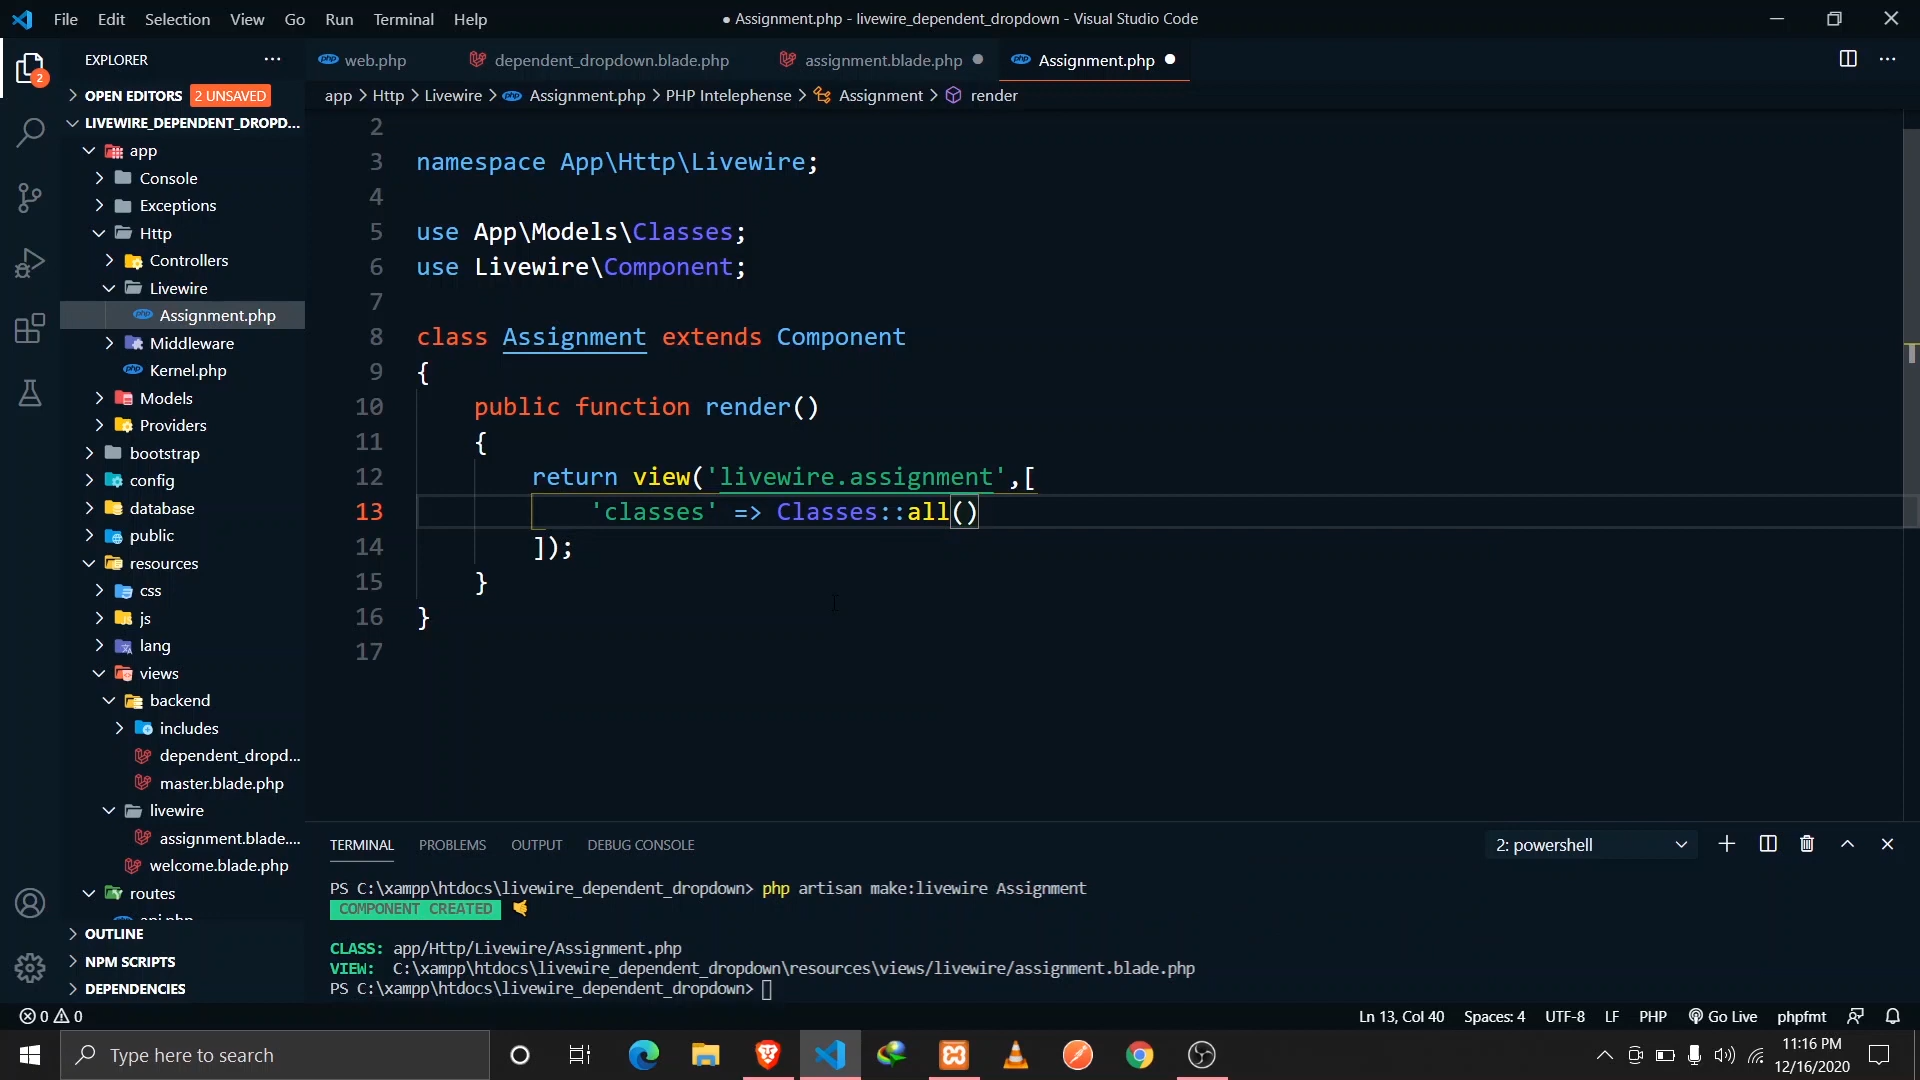 File Edit Selection View Go Run Terminal Help
● Assignment.php - livewire_dependent_dropdown - Visual Studio Code
EXPLORER
web.php dependent_dropdown.blade.php assignment.blade.php Assignment.php
2
OPEN EDITORS 2 UNSAVED
app > Http > Livewire > Assignment.php > PHP Intelephense > Assignment > render
LIVEWIRE_DEPENDENT_DROPD...
app
Console
Exceptions
Http
Controllers
Livewire
Assignment.php
Middleware
Kernel.php
Models
Providers
bootstrap
config
database
public
resources
css
js
lang
views
backend
includes
dependent_dropd...
master.blade.php
livewire
assignment.blade....
welcome.blade.php
routes
api.php
OUTLINE
NPM SCRIPTS
DEPENDENCIES
2
3 namespace App\Http\Livewire;
4
5 use App\Models\Classes;
6 use Livewire\Component;
7
8 class Assignment extends Component
9 {
10 public function render()
11 {
12 return view('livewire.assignment',[
13 'classes' => Classes::all()
14 ]);
15 }
16 }
17
TERMINAL PROBLEMS OUTPUT DEBUG CONSOLE 2: powershell
PS C:\xampp\htdocs\livewire_dependent_dropdown> php artisan make:livewire Assignment
COMPONENT CREATED 🤙
CLASS: app/Http/Livewire/Assignment.php
VIEW: C:\xampp\htdocs\livewire_dependent_dropdown\resources\views/livewire/assignment.blade.php
PS C:\xampp\htdocs\livewire_dependent_dropdown>
0 0 Ln 13, Col 40 Spaces: 4 UTF-8 LF PHP Go Live phpfmt
Type here to search
11:16 PM
12/16/2020